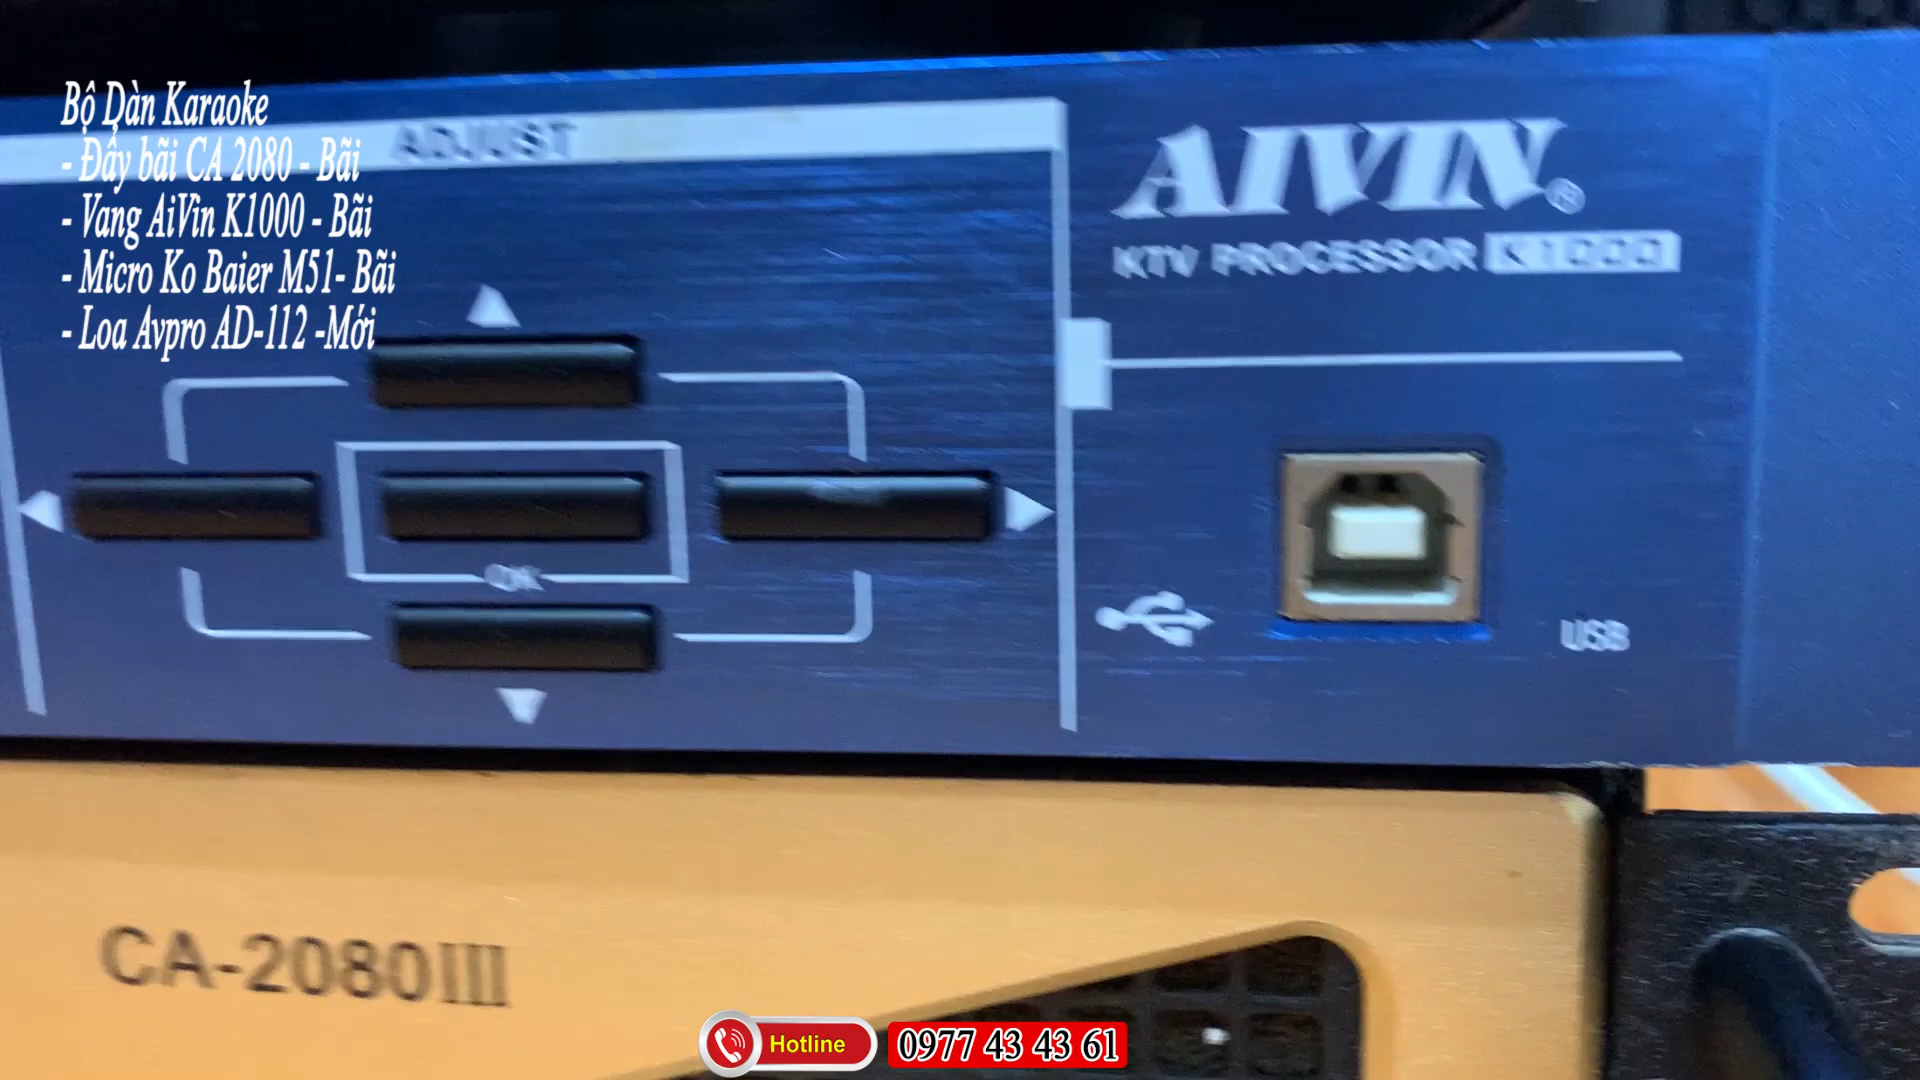 Bộ Dàn Karaoke
- Đẩy bãi CA 2080 - Bãi
- Vang AiVin K1000 - Bãi
- Micro Ko Baier M51- Bãi
- Loa Avpro AD-112 -Mới
ADJUST
AIVIN®
KTV PROCESSOR K1000
OK
USB
CA-2080III
Hotline
0977 43 43 61